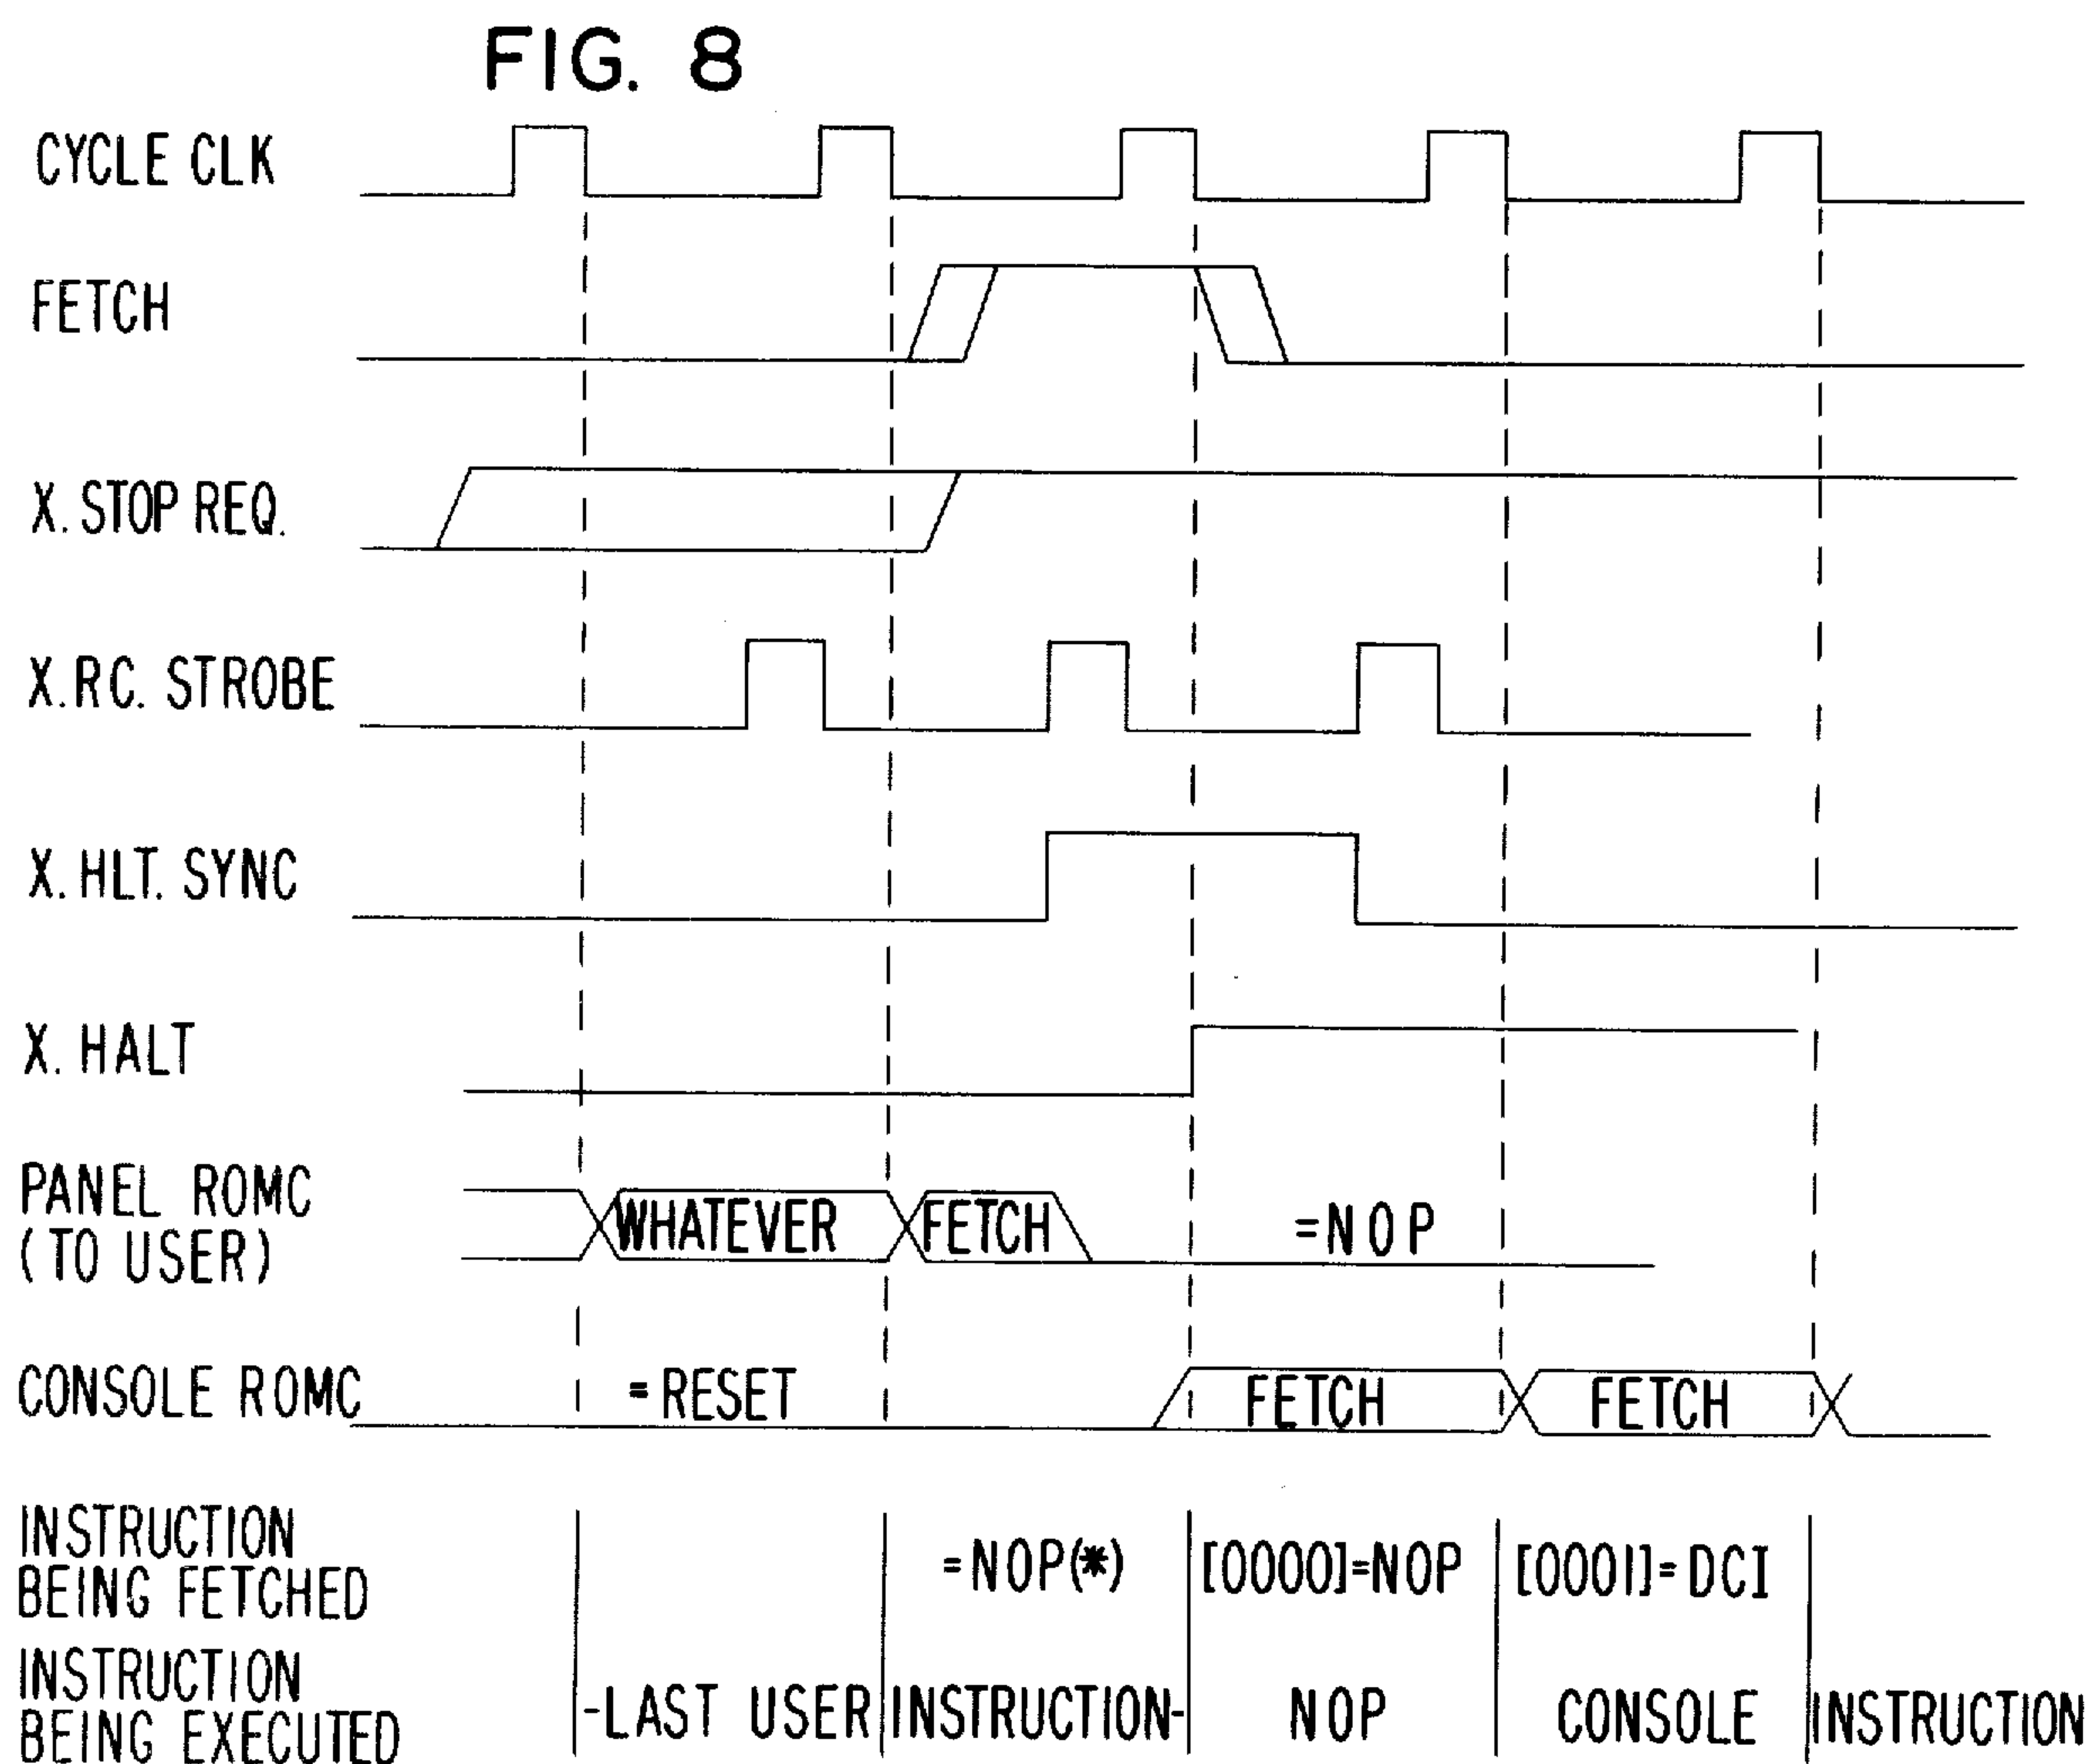 FIG. 8
CYCLE CLK
FETCH
X. STOP REQ.
X.RC. STROBE
X. HLT. SYNC
X. HALT
PANEL ROMC
(TO USER)
WHATEVER FETCH =NOP
CONSOLE ROMC =RESET FETCH FETCH
INSTRUCTION
BEING FETCHED
=NOP(*) [0000]=NOP [0001]=DCI
INSTRUCTION
BEING EXECUTED
-LAST USER INSTRUCTION- NOP CONSOLE INSTRUCTION